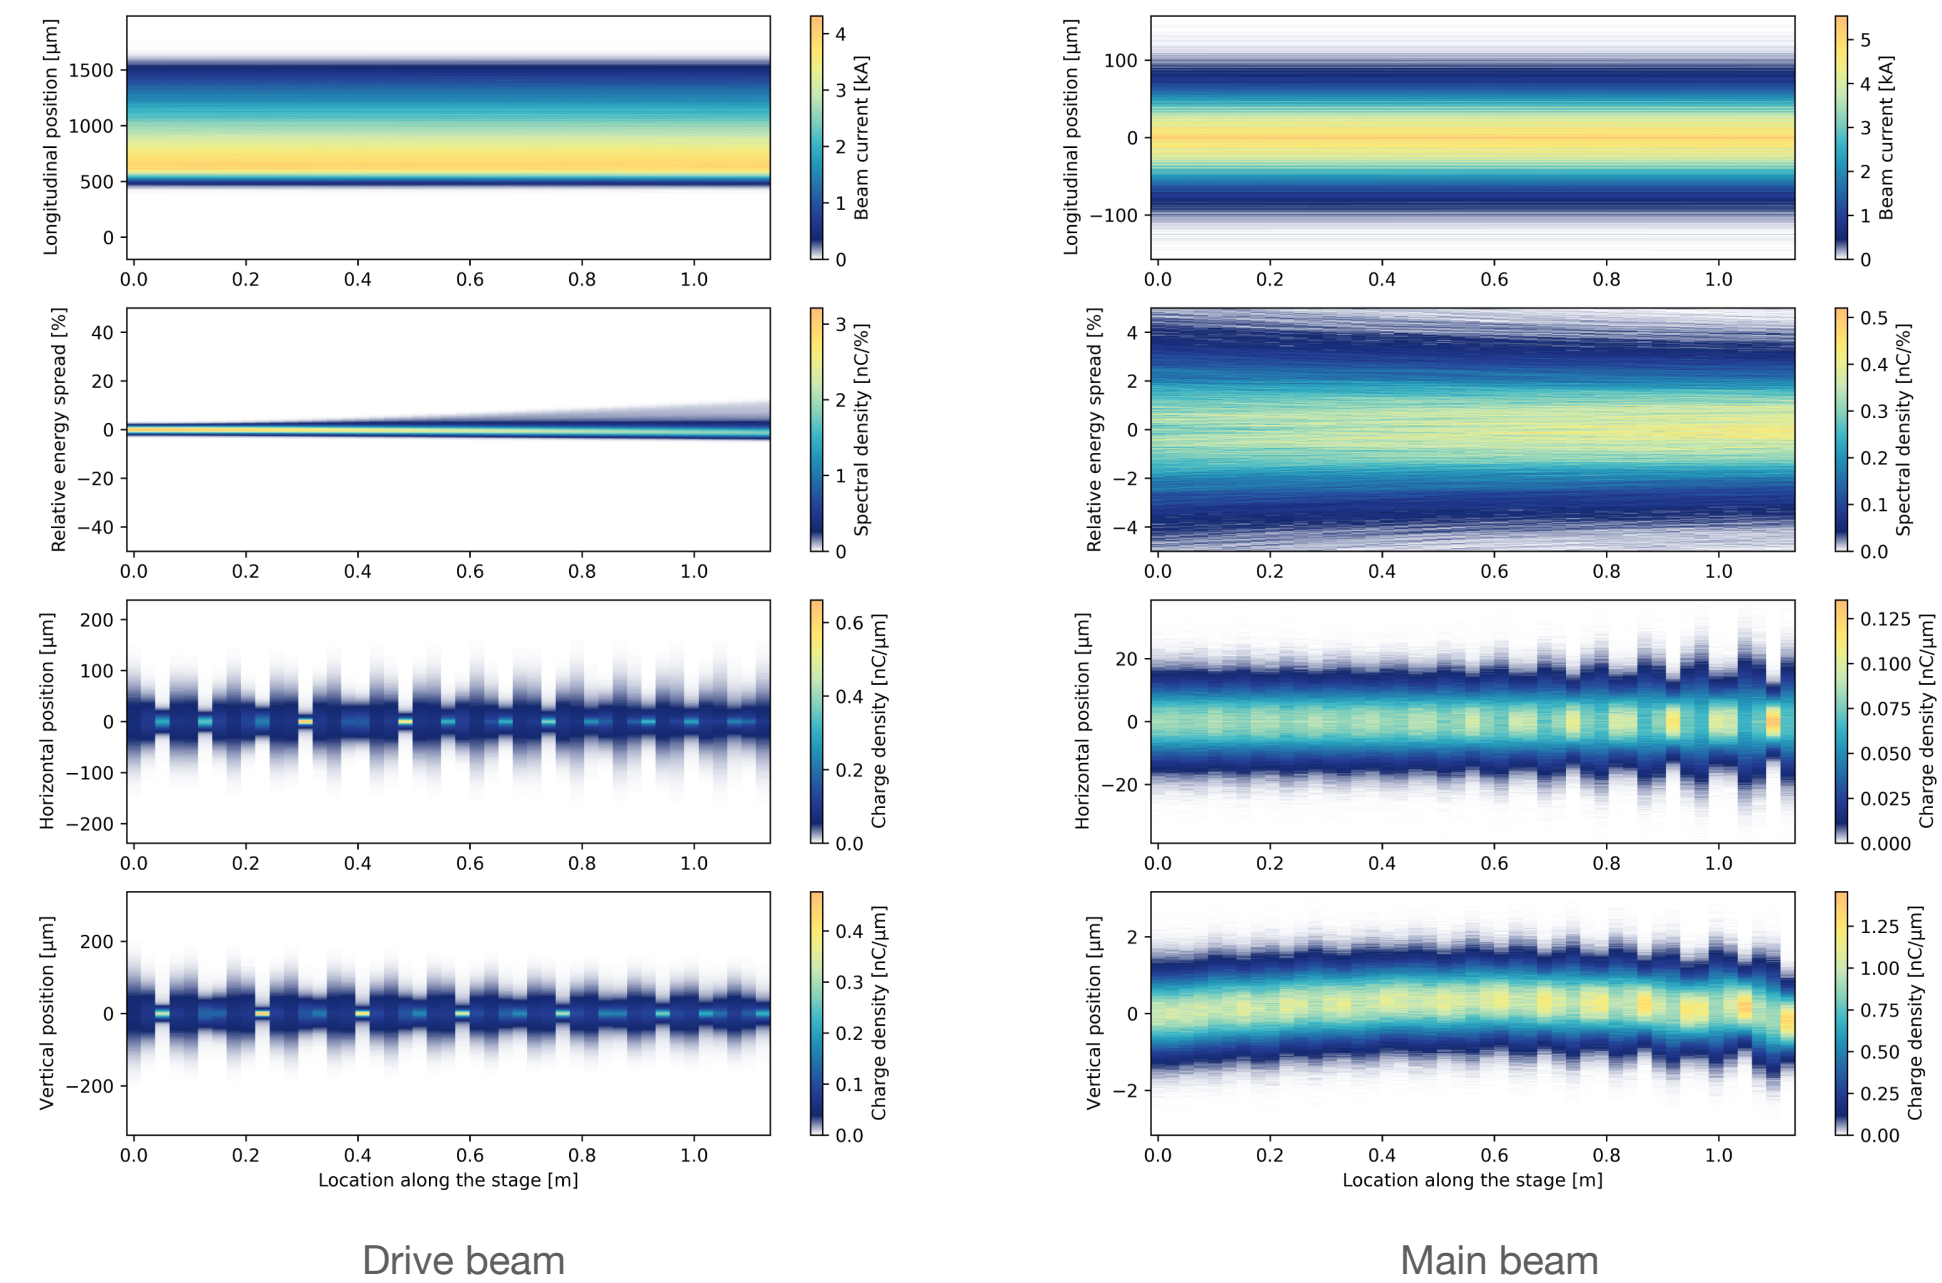 Longitudinal position [µm]
1500
1000
500
0
0.0 0.2 0.4 0.6 0.8 1.0
4
3
2
1
0
Beam current [kA]
Longitudinal position [µm]
100
0
−100
0.0 0.2 0.4 0.6 0.8 1.0
5
4
3
2
1
0
Beam current [kA]
Relative energy spread [%]
40
20
0
−20
−40
0.0 0.2 0.4 0.6 0.8 1.0
3
2
1
0
Spectral density [nC/%]
Relative energy spread [%]
4
2
0
−2
−4
0.0 0.2 0.4 0.6 0.8 1.0
0.5
0.4
0.3
0.2
0.1
0.0
Spectral density [nC/%]
Horizontal position [µm]
200
100
0
−100
−200
0.0 0.2 0.4 0.6 0.8 1.0
0.6
0.4
0.2
0.0
Charge density [nC/µm]
Horizontal position [µm]
20
0
−20
0.0 0.2 0.4 0.6 0.8 1.0
0.125
0.100
0.075
0.050
0.025
0.000
Charge density [nC/µm]
Vertical position [µm]
200
0
−200
0.0 0.2 0.4 0.6 0.8 1.0
Location along the stage [m]
0.4
0.3
0.2
0.1
0.0
Charge density [nC/µm]
Vertical position [µm]
2
0
−2
0.0 0.2 0.4 0.6 0.8 1.0
Location along the stage [m]
1.25
1.00
0.75
0.50
0.25
0.00
Charge density [nC/µm]
Drive beam
Main beam